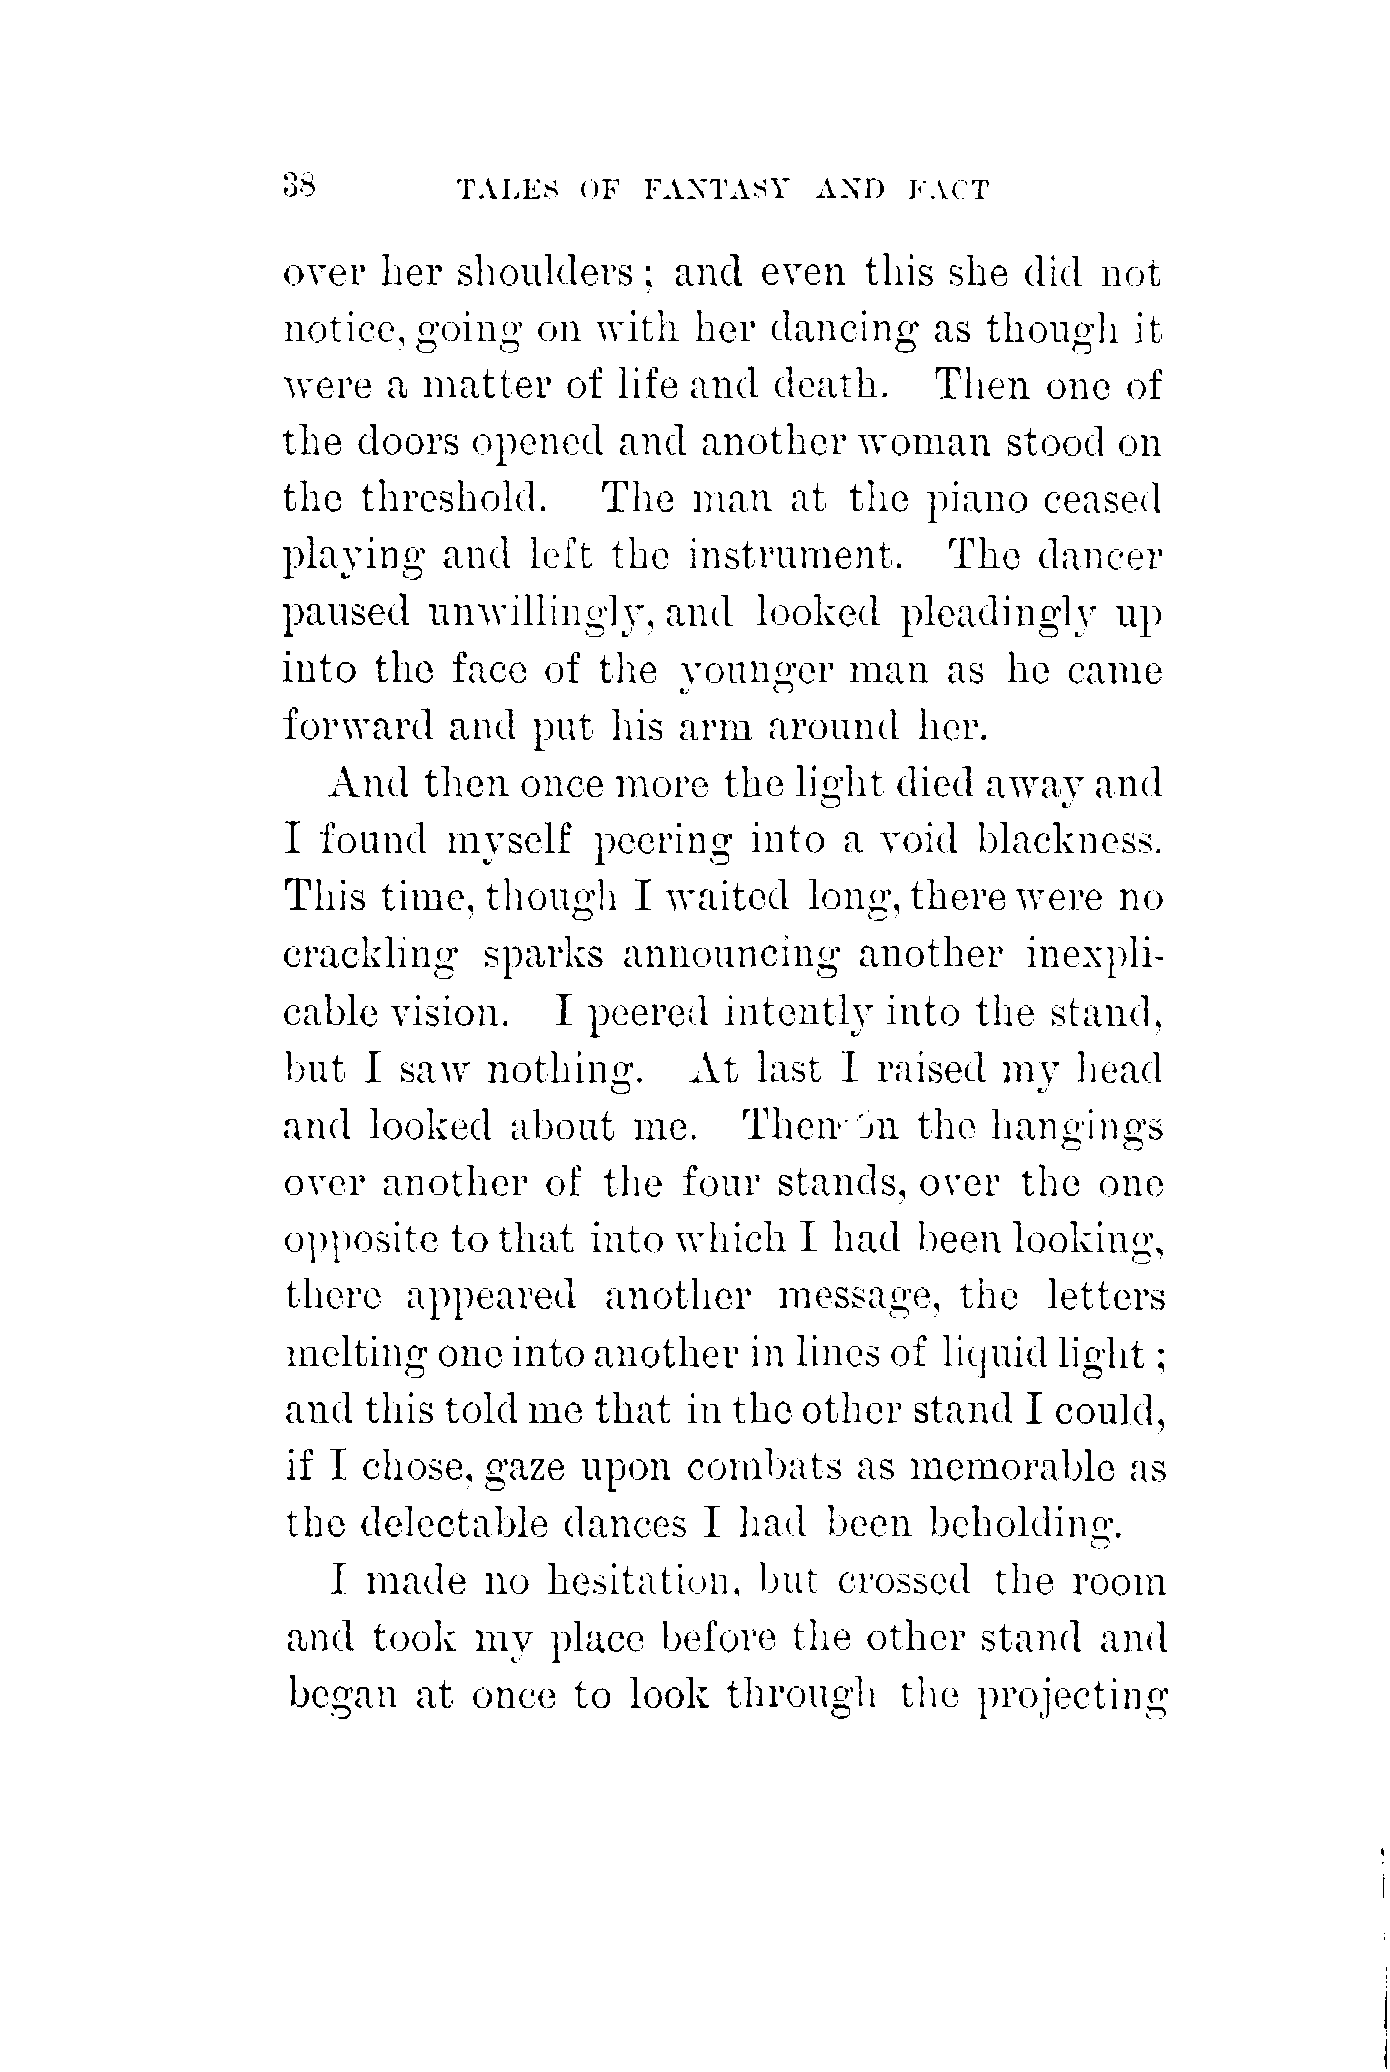 38 TALES OF FANTASY AND FACT
over her shoulders; and even this she did not
notice, going on with her dancing as though it
were a matter of life and death. Then one of
the doors opened and another woman stood on
the threshold. The man at the piano ceased
playing and left the instrument. The dancer
paused unwillingly, and looked pleadingly up
into the face of the younger man as he came
forward and put his arm around her.
And then once more the light died away and
I found myself peering into a void blackness.
This time, though I waited long, there were no
crackling sparks announcing another inexpli-
cable vision. I peered intently into the stand,
but I saw nothing. At last I raised my head
and looked about me. Then in the hangings
over another of the four stands, over the one
opposite to that into which I had been looking,
there appeared another message, the letters
melting one into another in lines of liquid light;
and this told me that in the other stand I could,
if I chose, gaze upon combats as memorable as
the delectable dances I had been beholding.
I made no hesitation, but crossed the room
and took my place before the other stand and
began at once to look through the projecting